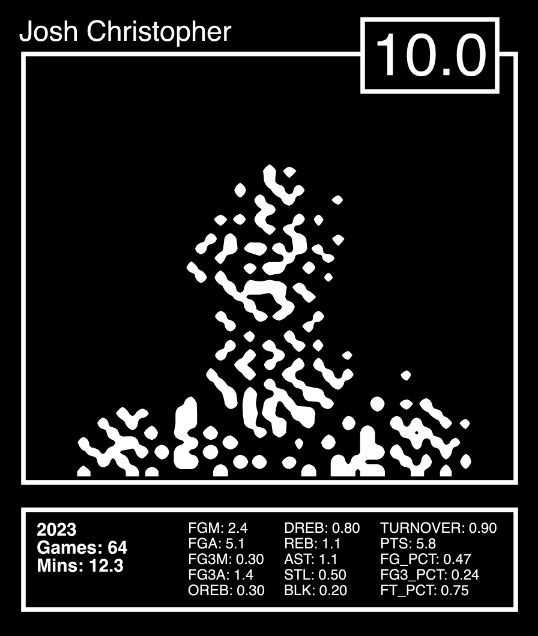 Josh Christopher
10.0
2023
Games: 64
Mins: 12.3
FGM: 2.4
FGA: 5.1
FG3M: 0.30
FG3A: 1.4
OREB: 0.30
DREB: 0.80
REB: 1.1
AST: 1.1
STL: 0.50
BLK: 0.20
TURNOVER: 0.90
PTS: 5.8
FG_PCT: 0.47
FG3_PCT: 0.24
FT_PCT: 0.75